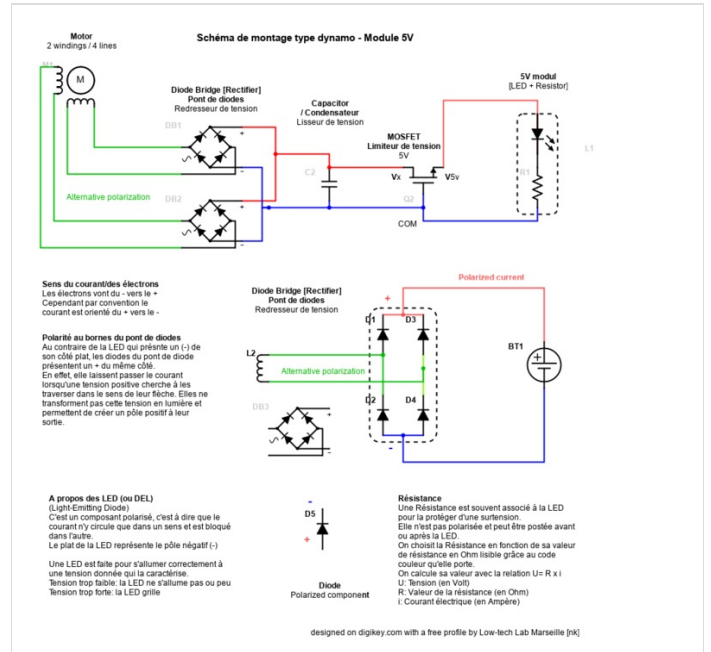 Schéma de montage type dynamo - Module 5V
Motor
2 windings / 4 lines
M1
M
Diode Bridge [Rectifier]
Pont de diodes
Redresseur de tension
DB1
+
-
Capacitor
/ Condensateur
Lisseur de tension
C2
MOSFET
Limiteur de tension
5V
Vx
V5v
Q2
COM
5V modul
[LED + Resistor]
R1
L1
Alternative polarization
DB2
+
-
Sens du courant/des électrons
Les électrons vont du - vers le +
Cependant par convention le
courant est orienté du + vers le -
Polarité au bornes du pont de diodes
Au contraire de la LED qui présnte un (-) de
son côté plat, les diodes du pont de diode
présentent un + du même côté.
En effet, elle laissent passer le courant
lorsqu'une tension positive cherche à les
traverser dans le sens de leur flèche. Elles ne
transforment pas cette tension en lumière et
permettent de créer un pôle positif à leur
sortie.
Diode Bridge [Rectifier]
Pont de diodes
Redresseur de tension
Polarized current
+
D1
D3
L2
Alternative polarization
D2
D4
-
BT1
+
DB3
+
-
A propos des LED (ou DEL)
(Light-Emitting Diode)
C'est un composant polarisé, c'est à dire que le
courant n'y circule que dans un sens et est bloqué
dans l'autre.
Le plat de la LED représente le pôle négatif (-)
Une LED est faite pour s'allumer correctement à
une tension donnée qui la caractérise.
Tension trop faible: la LED ne s'allume pas ou peu
Tension trop forte: la LED grille
-
D5
+
Diode
Polarized component
Résistance
Une Résistance est souvent associé à la LED
pour la protéger d'une surtension.
Elle n'est pas polarisée et peut être postée avant
ou après la LED.
On choisit la Résistance en fonction de sa valeur
de résistance en Ohm lisible grâce au code
couleur qu'elle porte.
On calcule sa valeur avec la relation U= R x i
U: Tension (en Volt)
R: Valeur de la résistance (en Ohm)
i: Courant électrique (en Ampère)
designed on digikey.com with a free profile by Low-tech Lab Marseille [nk]